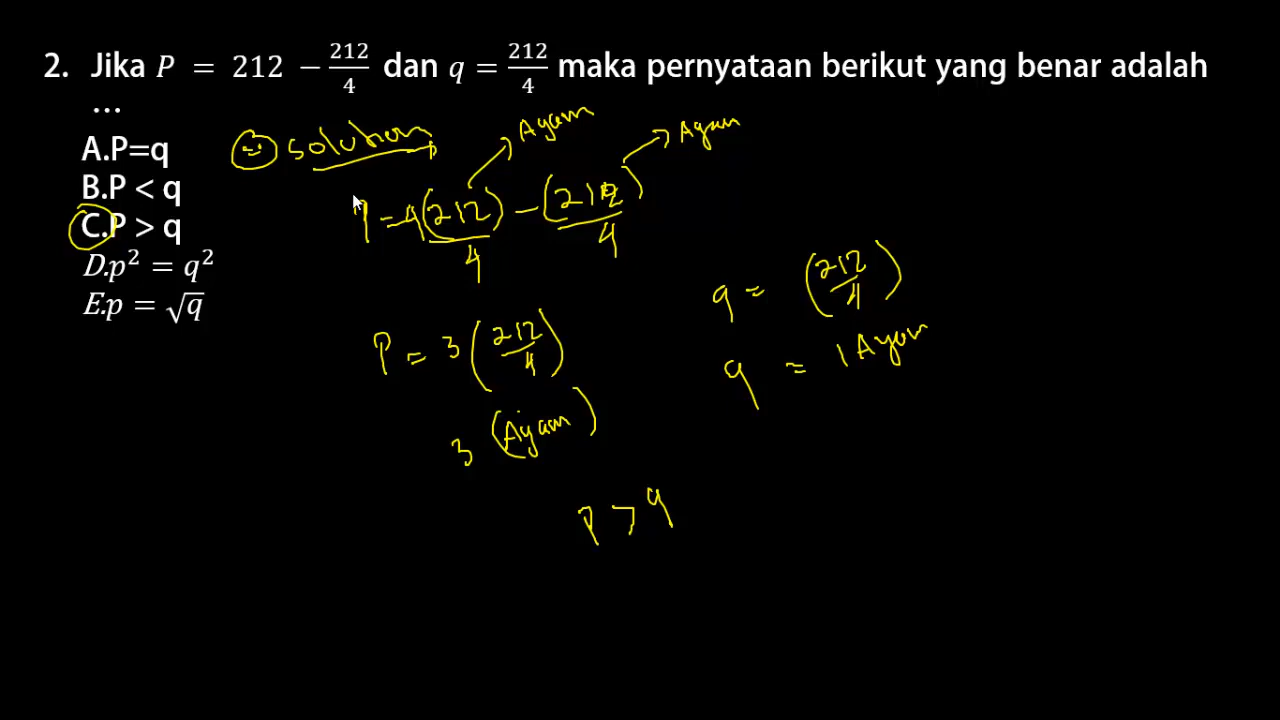 2. Jika P = 212 − 212/4 dan q = 212/4 maka pernyataan berikut yang benar adalah
...
A.P=q
B.P < q
C.P > q
D.p² = q²
E.p = √q
= Solution
Ayam
Ayam
P = 4(212)/4 − (212)/4
q = (212/4)
P = 3(212/4)
q = 1 Ayam
3 (Ayam)
P > q